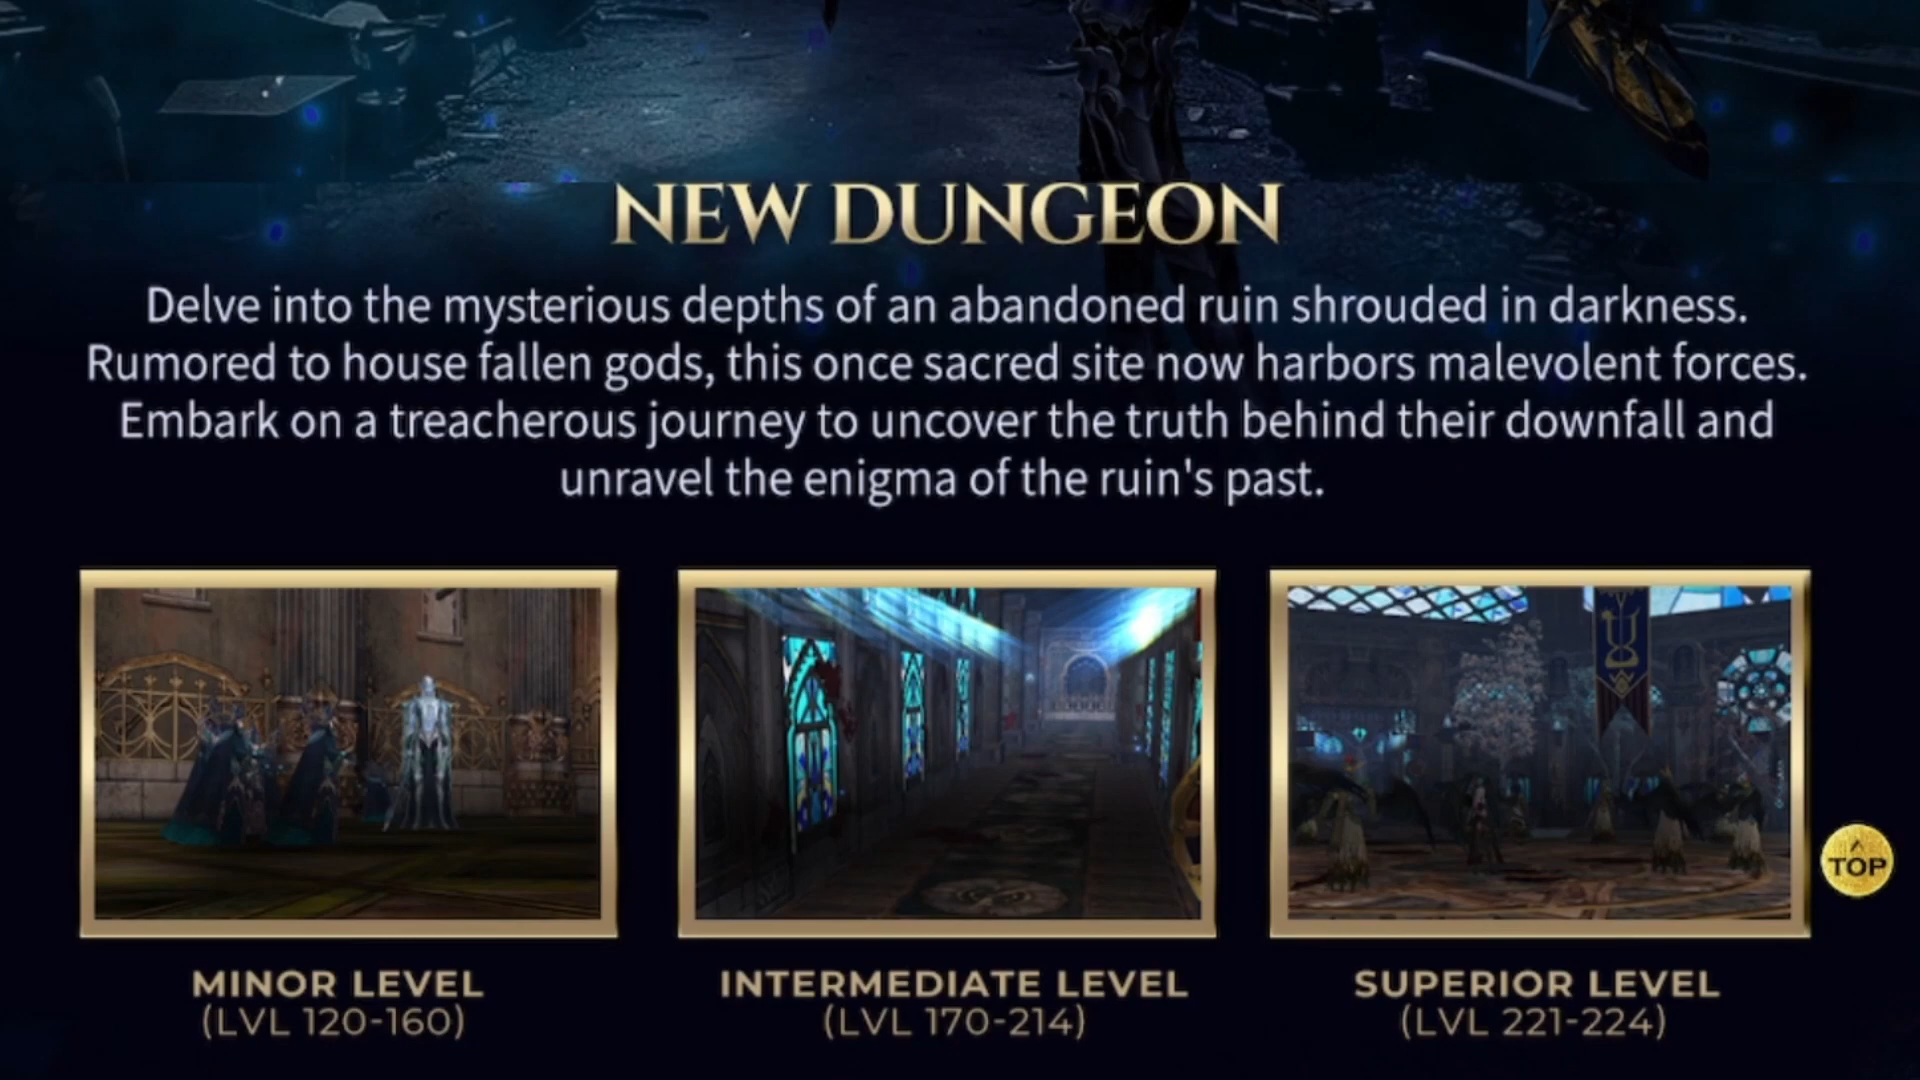 NEW DUNGEON
Delve into the mysterious depths of an abandoned ruin shrouded in darkness.
Rumored to house fallen gods, this once sacred site now harbors malevolent forces.
Embark on a treacherous journey to uncover the truth behind their downfall and
unravel the enigma of the ruin's past.
TOP
MINOR LEVEL
(LVL 120-160)
INTERMEDIATE LEVEL
(LVL 170-214)
SUPERIOR LEVEL
(LVL 221-224)